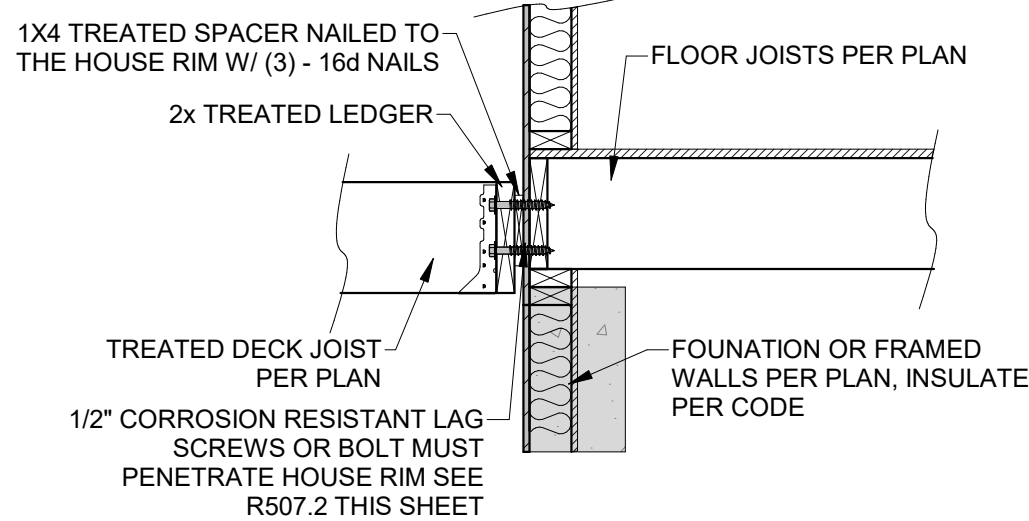 1X4 TREATED SPACER NAILED TO
THE HOUSE RIM W/ (3) - 16d NAILS
2x TREATED LEDGER
FLOOR JOISTS PER PLAN
TREATED DECK JOIST
PER PLAN
1/2" CORROSION RESISTANT LAG
SCREWS OR BOLT MUST
PENETRATE HOUSE RIM SEE
R507.2 THIS SHEET
FOUNATION OR FRAMED
WALLS PER PLAN, INSULATE
PER CODE